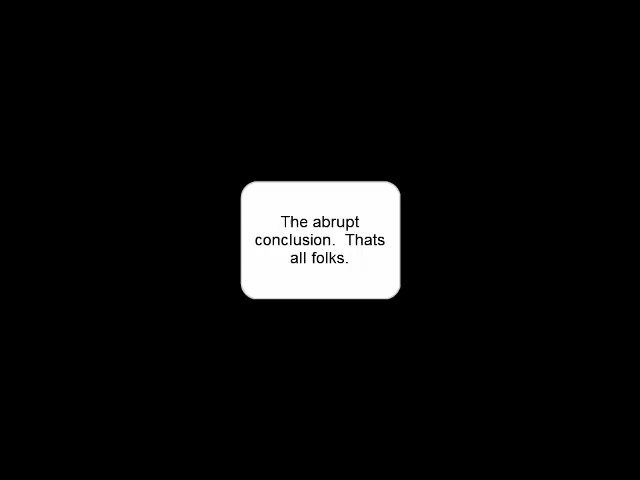 The abrupt
conclusion.  Thats
all folks.